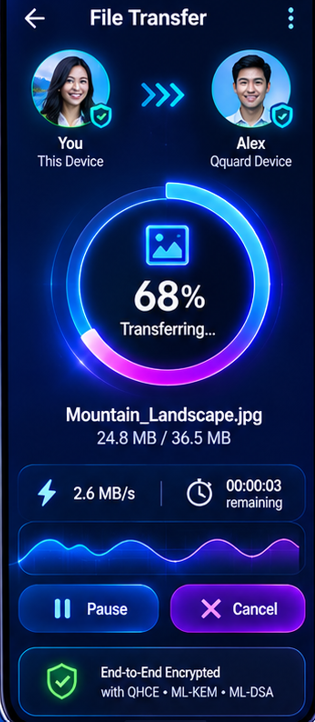 File Transfer
You
This Device
Alex
Qquard Device
68%
Transferring...
Mountain_Landscape.jpg
24.8 MB / 36.5 MB
2.6 MB/s
00:00:03
remaining
Pause
Cancel
End-to-End Encrypted
with QHCE • ML-KEM • ML-DSA